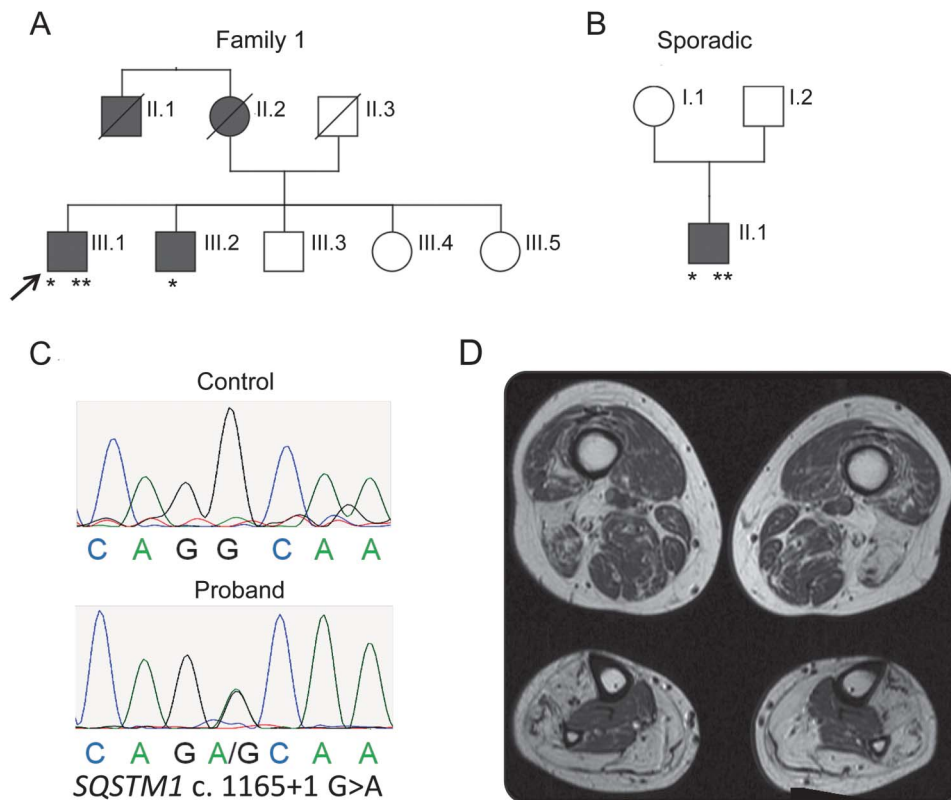 A
Family 1
II.1
II.2
II.3
III.1
III.2
III.3
III.4
III.5
* **
*
B
Sporadic
I.1
I.2
II.1
* **
C
Control
C A G G C A A
Proband
C A G A/G C A A
SQSTM1 c. 1165+1 G>A
D